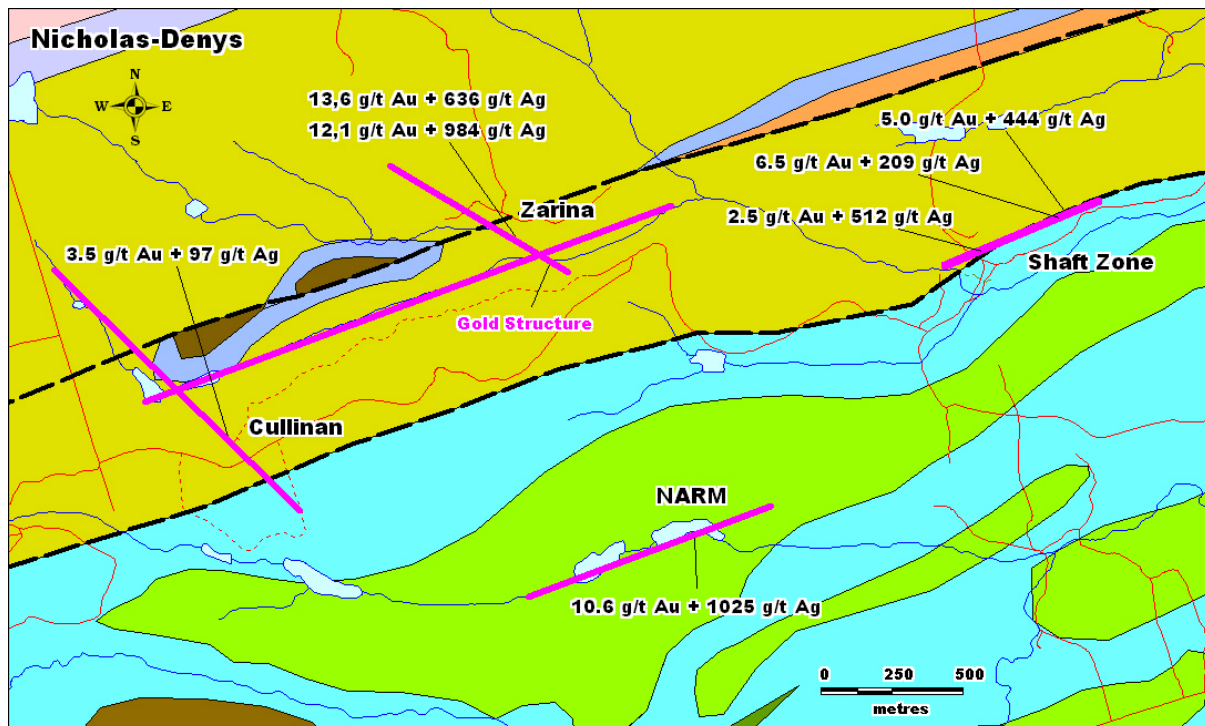 Nicholas-Denys
N
W E
S
13,6 g/t Au + 636 g/t Ag
12,1 g/t Au + 984 g/t Ag
5.0 g/t Au + 444 g/t Ag
6.5 g/t Au + 209 g/t Ag
2.5 g/t Au + 512 g/t Ag
Zarina
3.5 g/t Au + 97 g/t Ag
Shaft Zone
Gold Structure
Cullinan
NARM
10.6 g/t Au + 1025 g/t Ag
0 250 500
metres